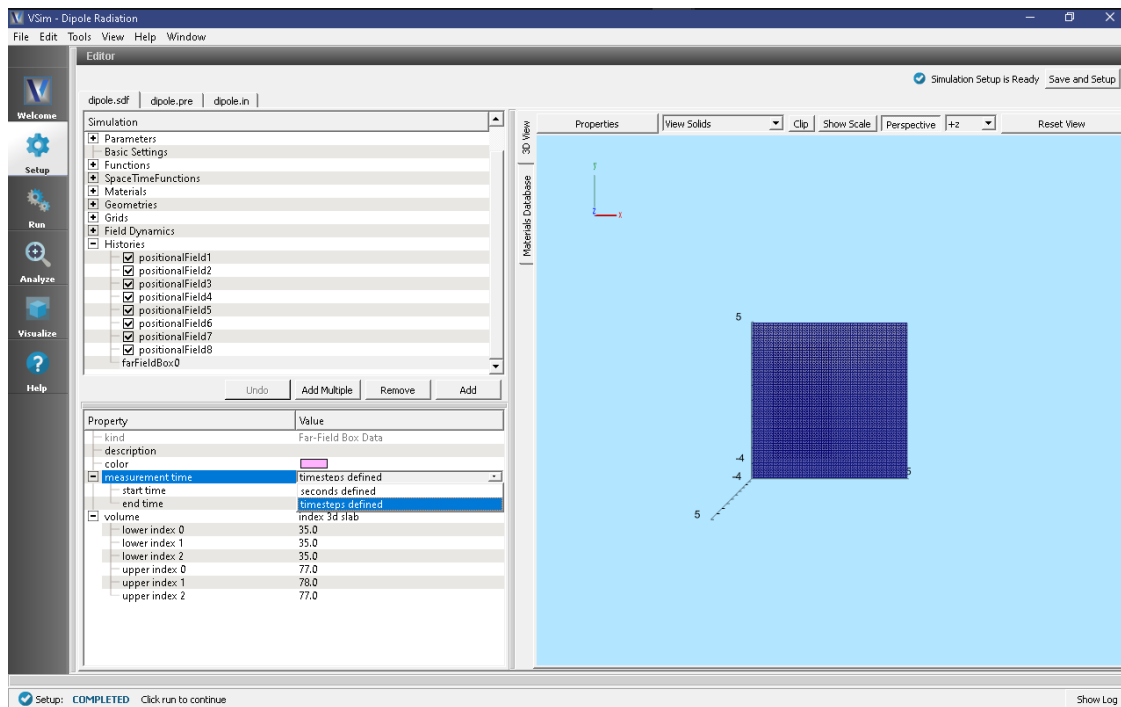 VSim - Dipole Radiation
File Edit Tools View Help Window
Editor
Simulation Setup is Ready Save and Setup
dipole.sdf dipole.pre dipole.in
Welcome
Setup
Run
Analyze
Visualize
Help
Simulation
Parameters
Basic Settings
Functions
SpaceTimeFunctions
Materials
Geometries
Grids
Field Dynamics
Histories
positionalField1
positionalField2
positionalField3
positionalField4
positionalField5
positionalField6
positionalField7
positionalField8
farFieldBox0
Undo Add Multiple Remove Add
Property Value
kind Far-Field Box Data
description
color
measurement time timesteps defined
start time seconds defined
end time timesteps defined
volume index 3d slab
lower index 0 35.0
lower index 1 35.0
lower index 2 35.0
upper index 0 77.0
upper index 1 78.0
upper index 2 77.0
3D View
Materials Database
Properties View Solids Clip Show Scale Perspective +z Reset View
y
z x
5
-4
-4
5
Setup: COMPLETED Click run to continue Show Log